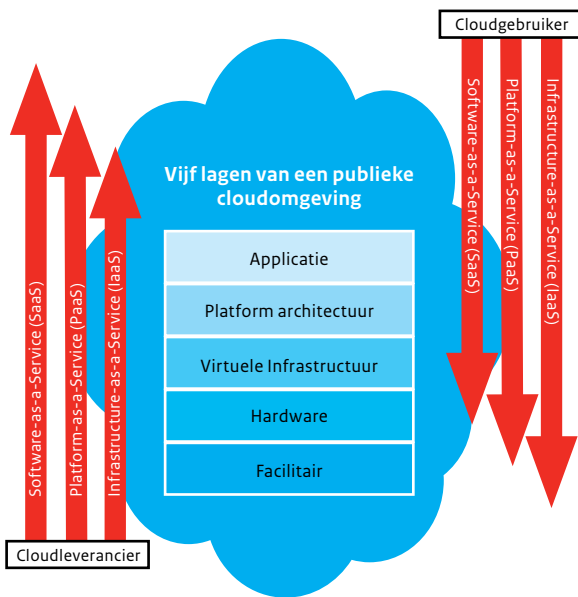 Cloudgebruiker
Software-as-a-Service (SaaS)
Platform-as-a-Service (PaaS)
Infrastructure-as-a-Service (IaaS)
Vijf lagen van een publieke
cloudomgeving
Applicatie
Platform architectuur
Virtuele Infrastructuur
Hardware
Facilitair
Software-as-a-Service (SaaS)
Platform-as-a-Service (PaaS)
Infrastructure-as-a-Service (IaaS)
Cloudleverancier